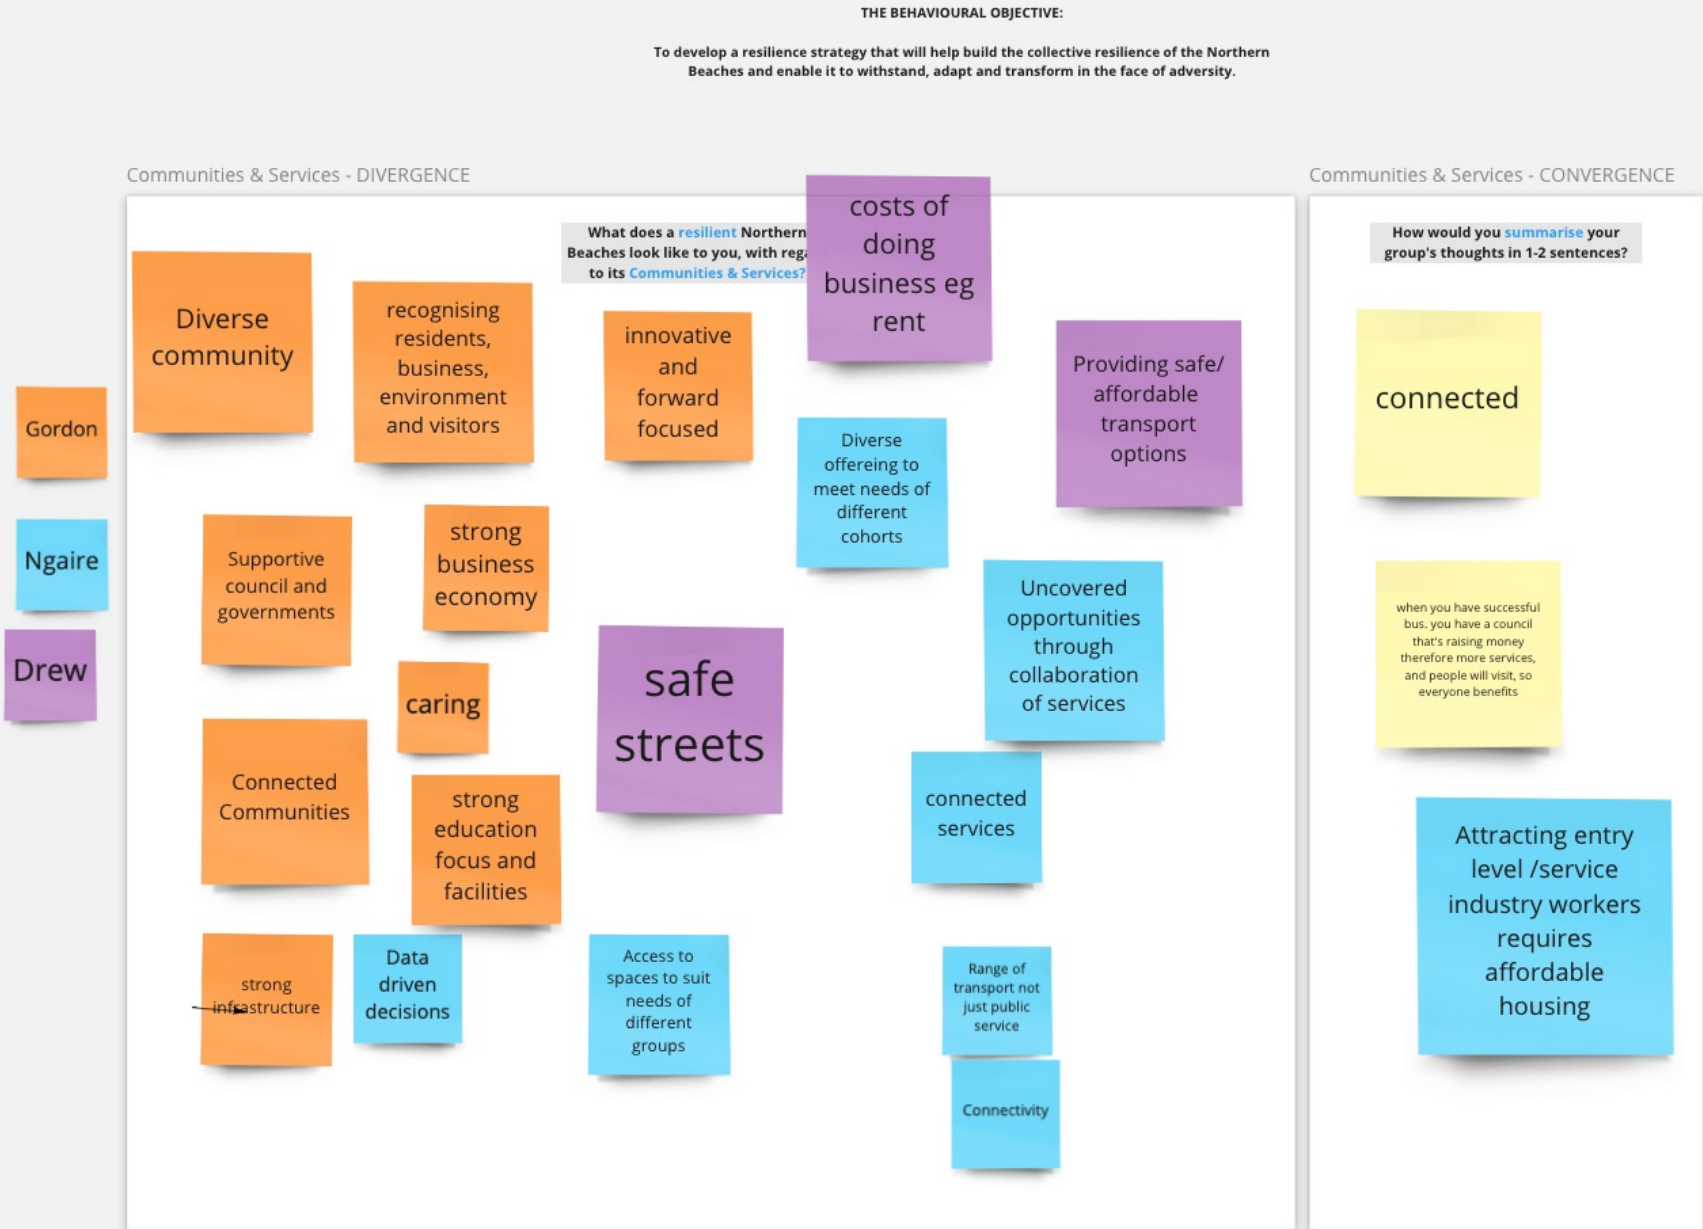 THE BEHAVIOURAL OBJECTIVE:
To develop a resilience strategy that will help build the collective resilience of the Northern
Beaches and enable it to withstand, adapt and transform in the face of adversity.
Communities & Services - DIVERGENCE
What does a resilient Northern
Beaches look like to you, with rega
to its Communities & Services?
Gordon
Ngaire
Drew
Diverse
community
recognising
residents,
business,
environment
and visitors
innovative
and
forward
focused
costs of
doing
business eg
rent
Providing safe/
affordable
transport
options
Diverse
offereing to
meet needs of
different
cohorts
Supportive
council and
governments
strong
business
economy
caring
safe
streets
Uncovered
opportunities
through
collaboration
of services
Connected
Communities
strong
education
focus and
facilities
connected
services
strong
infrastructure
Data
driven
decisions
Access to
spaces to suit
needs of
different
groups
Range of
transport not
just public
service
Connectivity
Communities & Services - CONVERGENCE
How would you summarise your
group's thoughts in 1-2 sentences?
connected
when you have successful
bus. you have a council
that's raising money
therefore more services,
and people will visit, so
everyone benefits
Attracting entry
level /service
industry workers
requires
affordable
housing